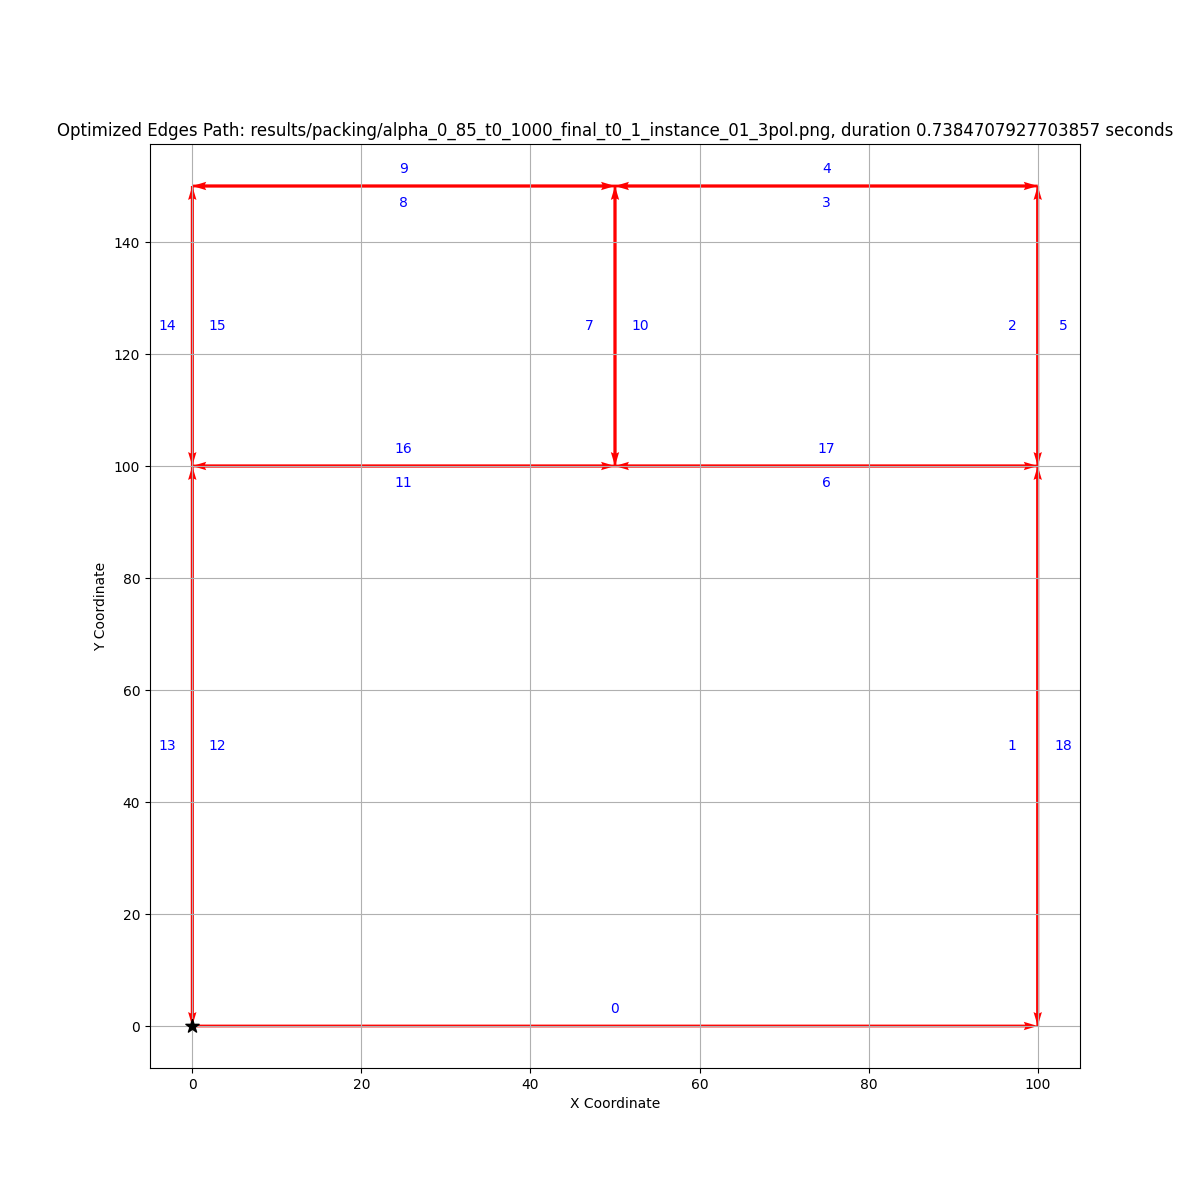 Optimized Edges Path: results/packing/alpha_0_85_t0_1000_final_t0_1_instance_01_3pol.png, duration 0.7384707927703857 seconds
9 4
8 3
140
14 15 7 10 2 5
120
16 17
100
11 6
80
Y Coordinate
60
13 12 1 18
40
20
0
0
0 20 40 60 80 100
X Coordinate